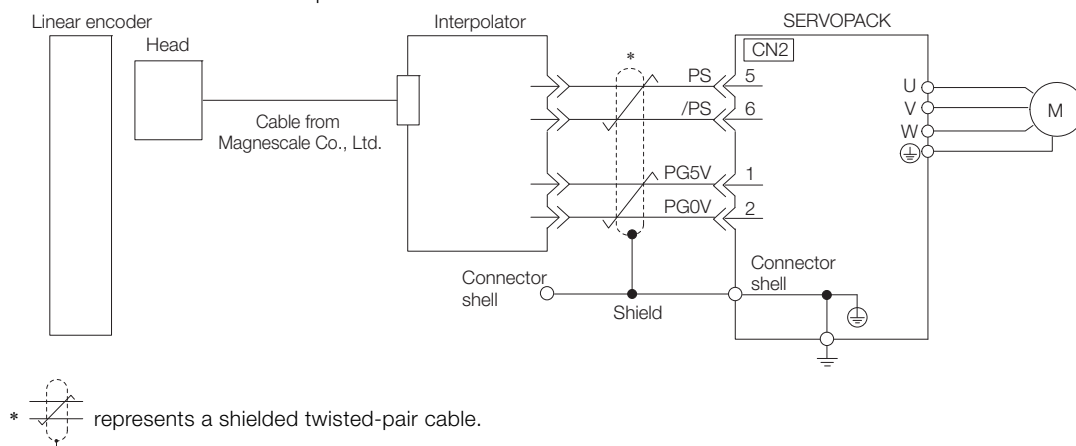 Linear encoder
Head
Cable from
Magnescale Co., Ltd.
Interpolator
*
PS
/PS
PG5V
PG0V
SERVOPACK
CN2
5
6
1
2
U
V
W
M
Connector
shell
Shield
Connector
shell
* represents a shielded twisted-pair cable.